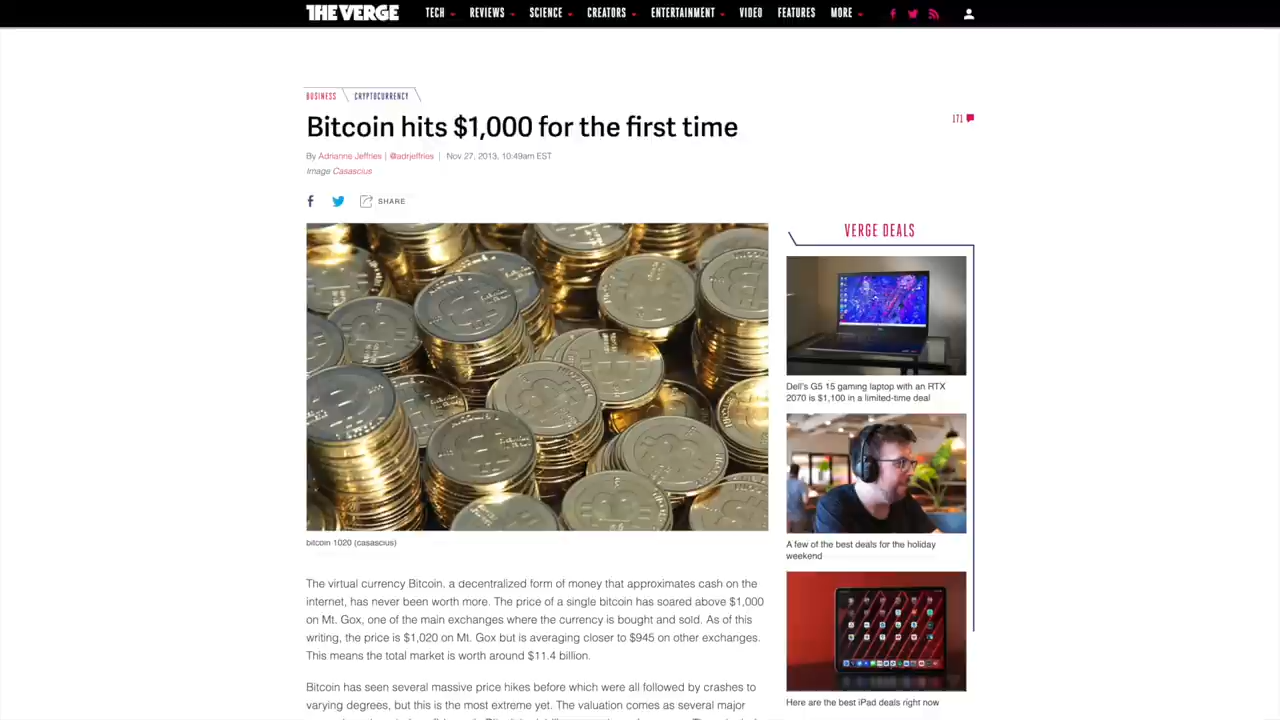 THE VERGE
TECH REVIEWS SCIENCE CREATORS ENTERTAINMENT VIDEO FEATURES MORE
BUSINESS CRYPTOCURRENCY
Bitcoin hits $1,000 for the first time
171
By Adrianne Jeffries | @adrjeffries | Nov 27, 2013, 10:49am EST
Image Casascius
SHARE
VERGE DEALS
Dell's G5 15 gaming laptop with an RTX
2070 is $1,100 in a limited-time deal
A few of the best deals for the holiday
weekend
Here are the best iPad deals right now
bitcoin 1020 (casascius)
The virtual currency Bitcoin, a decentralized form of money that approximates cash on the
internet, has never been worth more. The price of a single bitcoin has soared above $1,000
on Mt. Gox, one of the main exchanges where the currency is bought and sold. As of this
writing, the price is $1,020 on Mt. Gox but is averaging closer to $945 on other exchanges.
This means the total market is worth around $11.4 billion.
Bitcoin has seen several massive price hikes before which were all followed by crashes to
varying degrees, but this is the most extreme yet. The valuation comes as several major